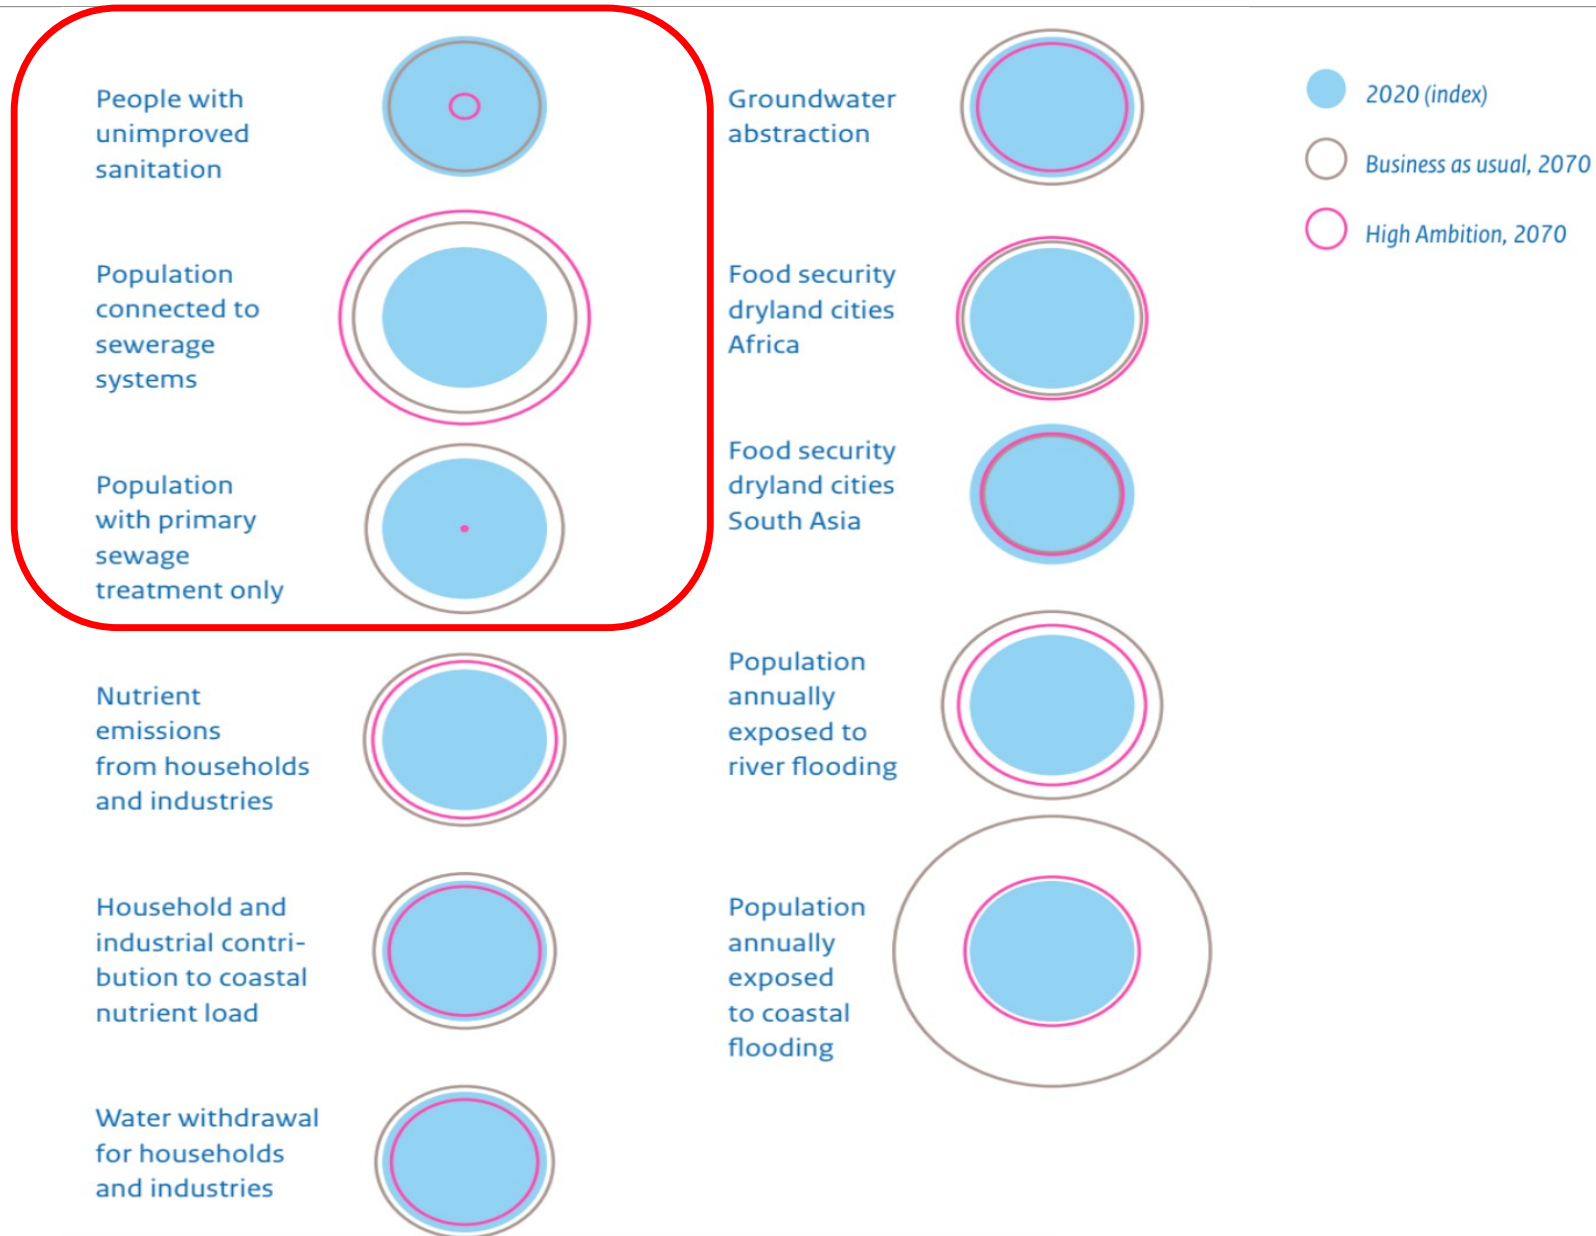 People with
unimproved
sanitation
Population
connected to
sewerage
systems
Population
with primary
sewage
treatment only
Nutrient
emissions
from households
and industries
Household and
industrial contri-
bution to coastal
nutrient load
Water withdrawal
for households
and industries
Groundwater
abstraction
Food security
dryland cities
Africa
Food security
dryland cities
South Asia
Population
annually
exposed to
river flooding
Population
annually
exposed
to coastal
flooding
2020 (index)
Business as usual, 2070
High Ambition, 2070